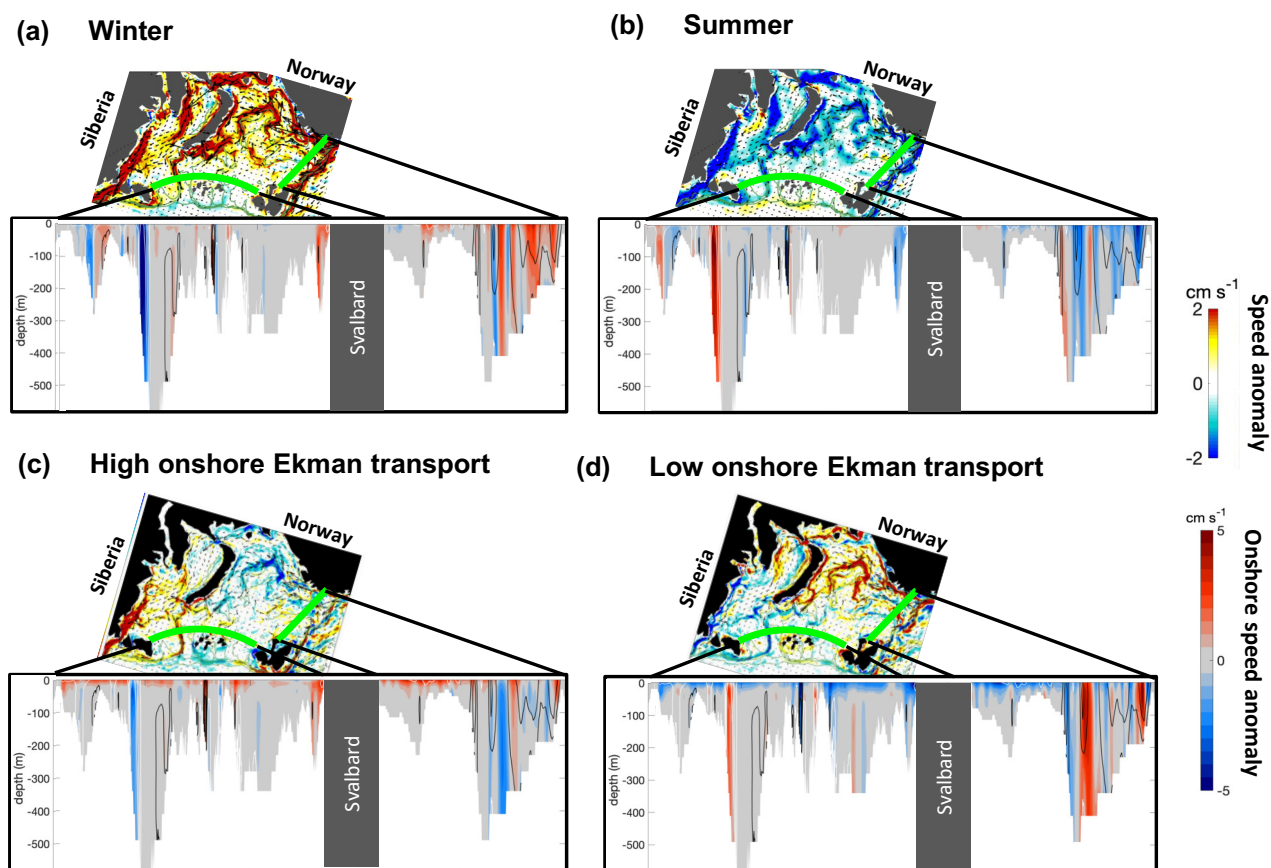 (a) Winter
(b) Summer
Siberia
Norway
Siberia
Norway
0
-100
-200
-300
-400
-500
depth (m)
Svalbard
0
-100
-200
-300
-400
-500
depth (m)
Svalbard
cm s-1
2
0
-2
Speed anomaly
(c) High onshore Ekman transport
(d) Low onshore Ekman transport
Siberia
Norway
Siberia
Norway
0
-100
-200
-300
-400
-500
depth (m)
Svalbard
0
-100
-200
-300
-400
-500
depth (m)
Svalbard
cm s-1
5
0
-5
Onshore speed anomaly